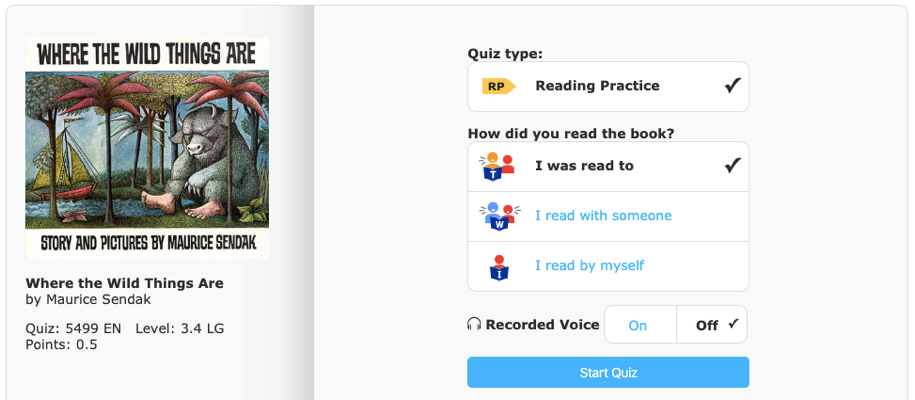 WHERE THE WILD THINGS ARE
STORY AND PICTURES BY MAURICE SENDAK
Where the Wild Things Are
by Maurice Sendak
Quiz: 5499 EN   Level: 3.4 LG
Points: 0.5
Quiz type:
RP Reading Practice
How did you read the book?
T I was read to
W I read with someone
I I read by myself
Recorded Voice On Off
Start Quiz